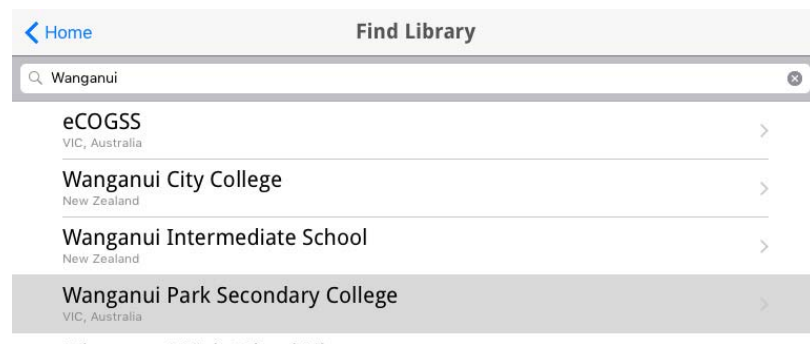 Home
Find Library
Wanganui
eCOGSS
VIC, Australia
Wanganui City College
New Zealand
Wanganui Intermediate School
New Zealand
Wanganui Park Secondary College
VIC, Australia